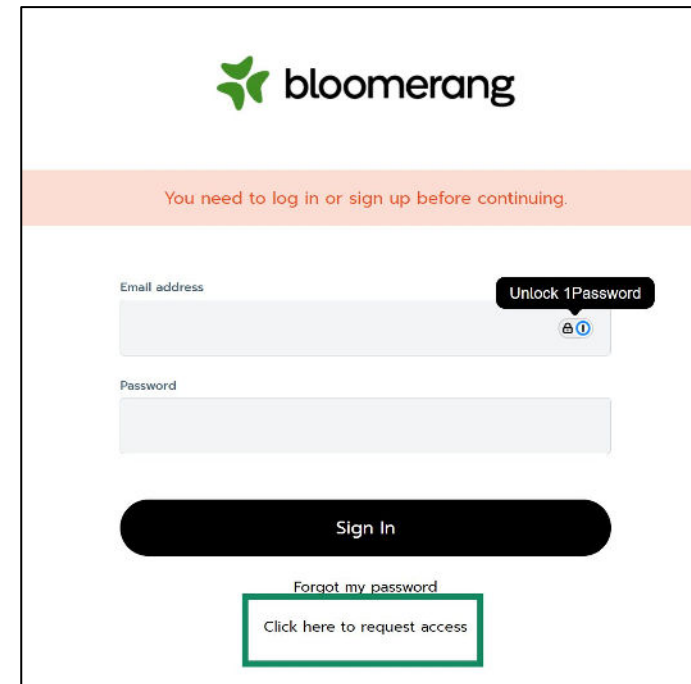 bloomerang
You need to log in or sign up before continuing.
Email address
Unlock 1Password
Password
Sign In
Forgot my password
Click here to request access